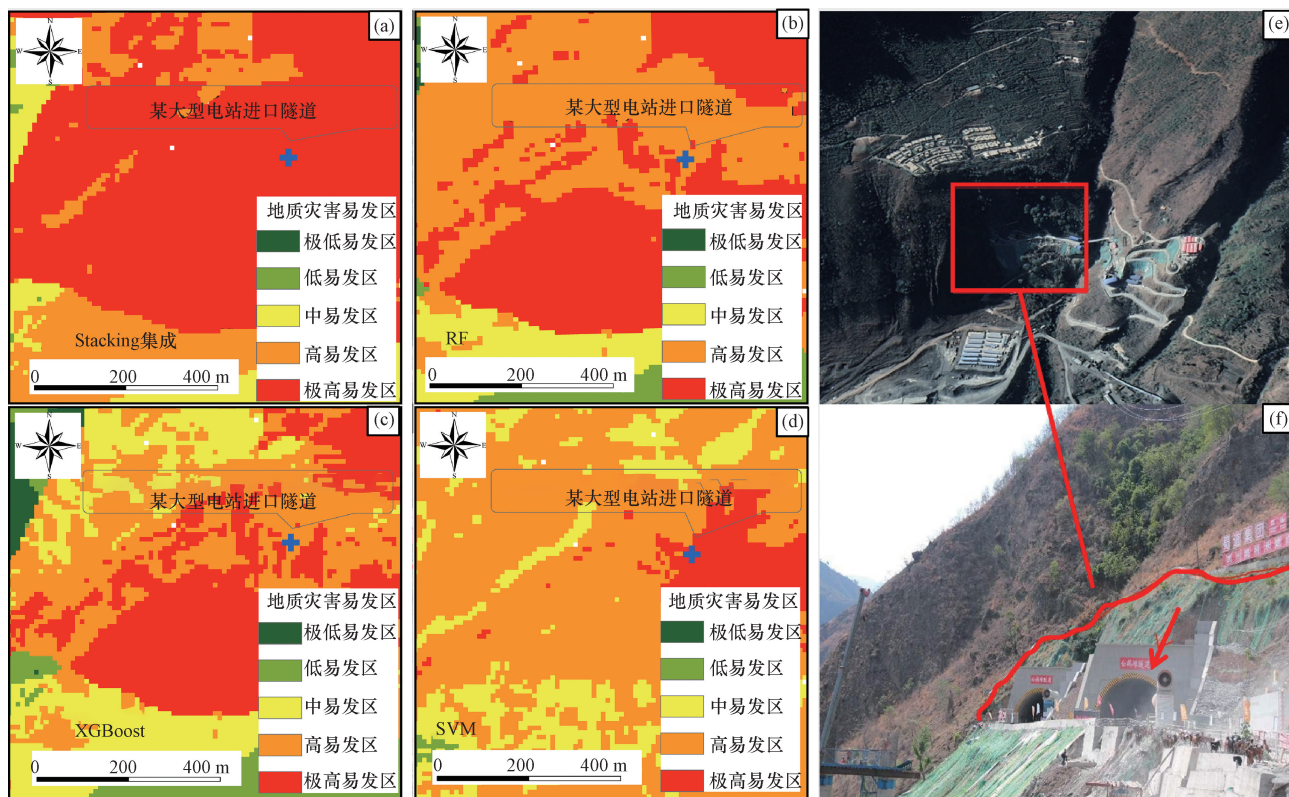 (a)
N
W
E
S
某大型电站进口隧道
地质灾害易发区
极低易发区
低易发区
中易发区
高易发区
极高易发区
Stacking集成
0 200 400 m
(b)
N
W
E
S
某大型电站进口隧道
地质灾害易发区
极低易发区
低易发区
中易发区
高易发区
极高易发区
RF
0 200 400 m
(e)
(c)
N
W
E
S
某大型电站进口隧道
地质灾害易发区
极低易发区
低易发区
中易发区
高易发区
极高易发区
XGBoost
0 200 400 m
(d)
N
W
E
S
某大型电站进口隧道
地质灾害易发区
极低易发区
低易发区
中易发区
高易发区
极高易发区
SVM
0 200 400 m
(f)